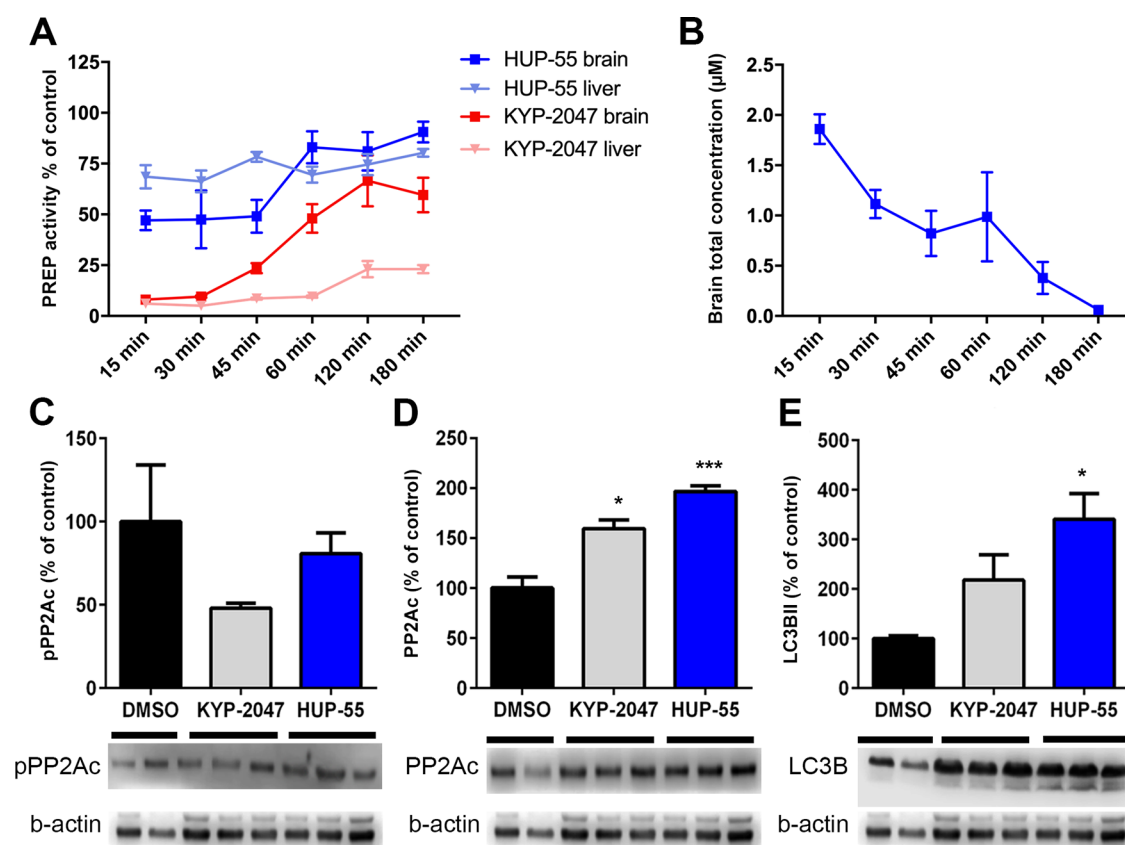 A
PREP activity % of control
125
100
75
50
25
0
15 min
30 min
45 min
60 min
120 min
180 min
HUP-55 brain
HUP-55 liver
KYP-2047 brain
KYP-2047 liver
B
Brain total concentration (µM)
2.5
2.0
1.5
1.0
0.5
0.0
15 min
30 min
45 min
60 min
120 min
180 min
C
pPP2Ac (% of control)
150
100
50
0
DMSO
KYP-2047
HUP-55
pPP2Ac
b-actin
D
PP2Ac (% of control)
250
200
150
100
50
0
*
***
DMSO
KYP-2047
HUP-55
PP2Ac
b-actin
E
LC3BII (% of control)
500
400
300
200
100
0
*
DMSO
KYP-2047
HUP-55
LC3B
b-actin